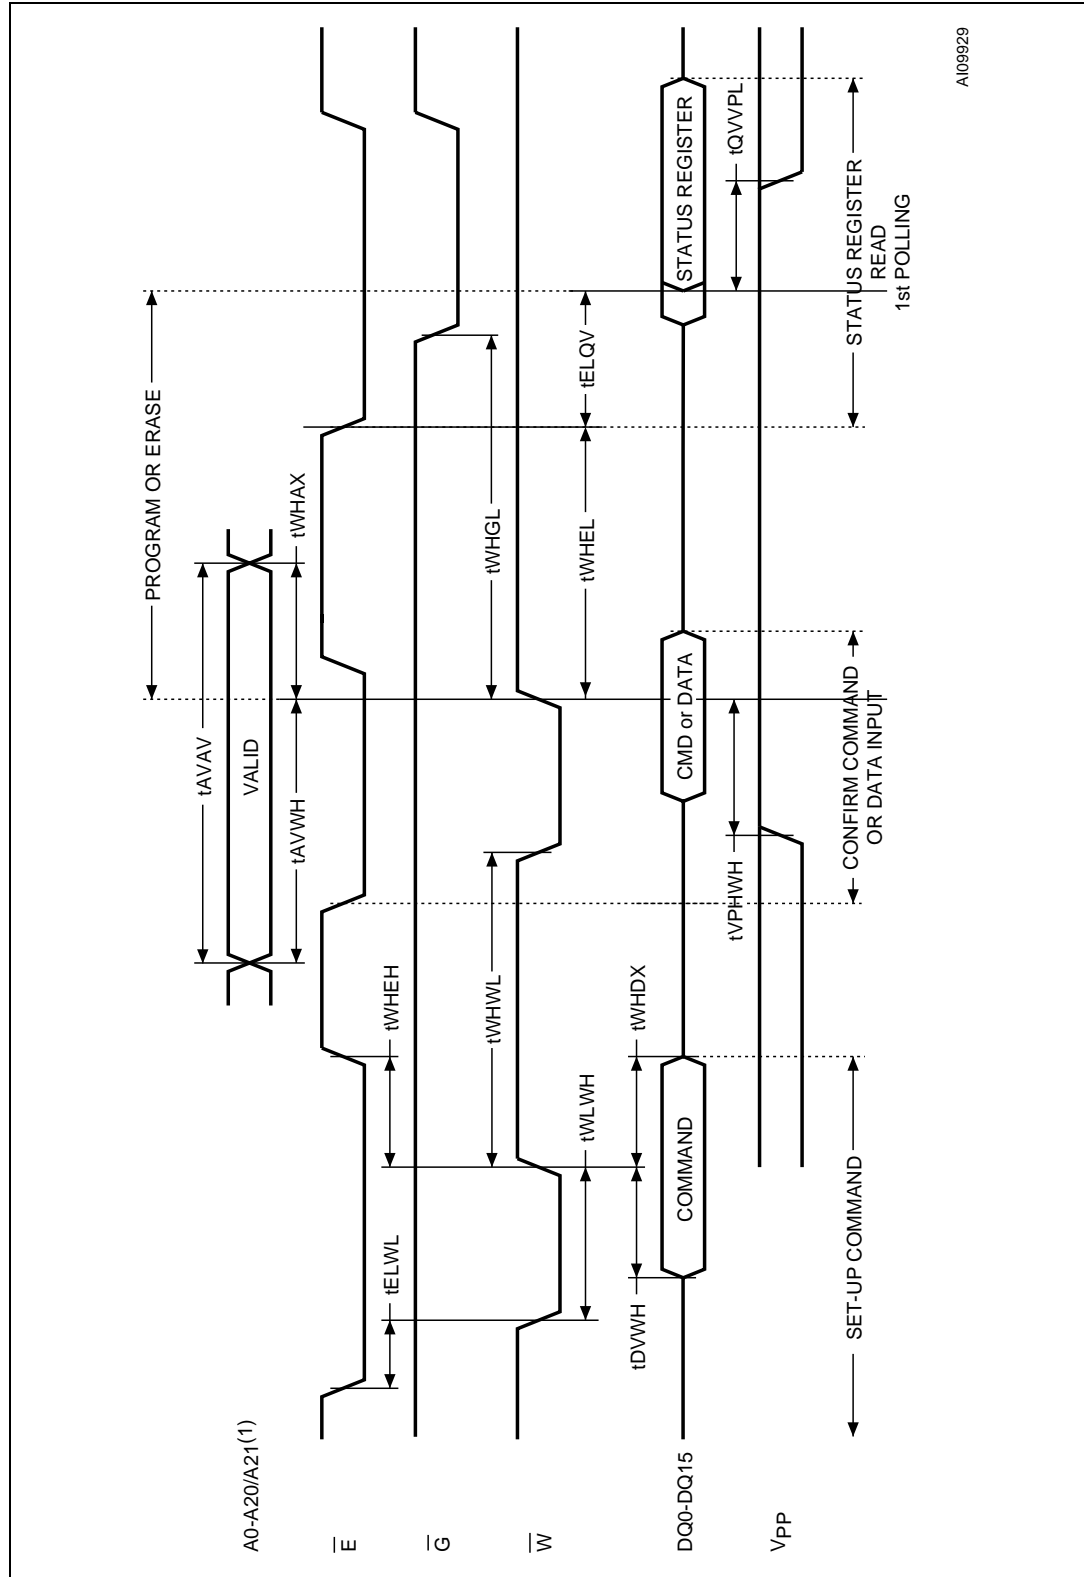 PROGRAM OR ERASE
tAVAV
A0-A20/A21(1)
VALID
tAVWH
tWHAX
E
tELWL
tWHEH
G
tWHWL
tWHGL
W
tWLWH
tWHEL
tELQV
tDVWH
tWHDX
DQ0-DQ15
COMMAND
CMD or DATA
STATUS REGISTER
tVPHWH
tQVVPL
VPP
SET-UP COMMAND
CONFIRM COMMAND
OR DATA INPUT
STATUS REGISTER
READ
1st POLLING
AI09929